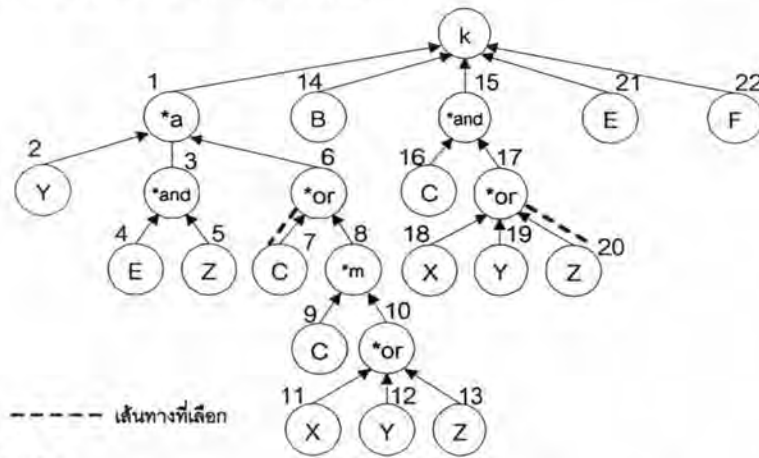 k
1 14 15 21 22
*a B *and E F
2 3 6 16 17
Y *and *or C *or
4 5 7 8 18 19 20
E Z C *m X Y Z
9 10
C *or
11 12 13
X Y Z
เส้นทางที่เลือก